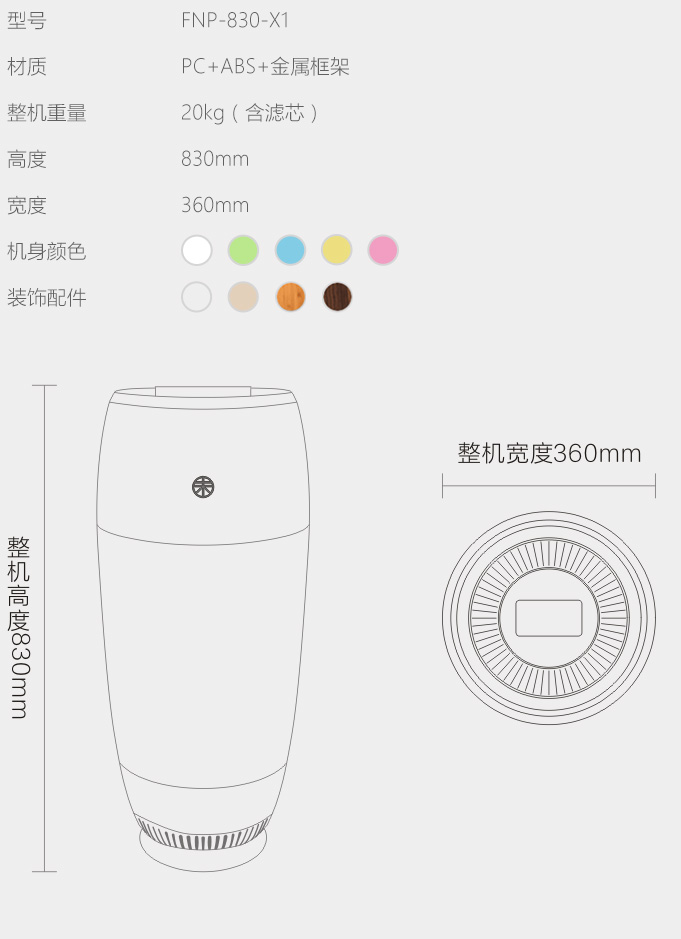 型号 FNP-830-X1
材质 PC+ABS+金属框架
整机重量 20kg（含滤芯）
高度 830mm
宽度 360mm
机身颜色
装饰配件
整机宽度360mm
整机高度830mm